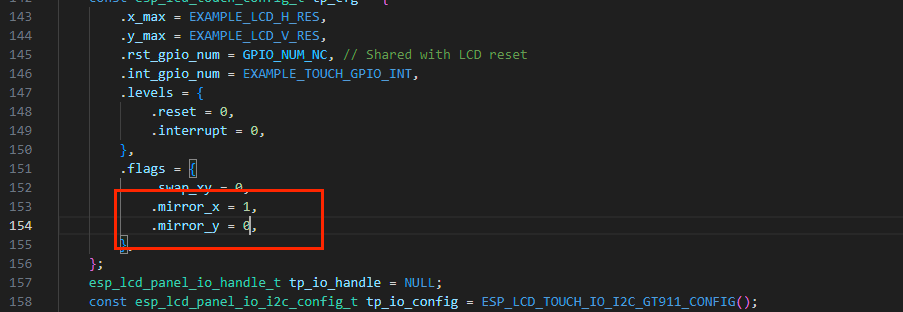 const esp_lcd_touch_config_t tp_cfg = {
143 .x_max = EXAMPLE_LCD_H_RES,
144 .y_max = EXAMPLE_LCD_V_RES,
145 .rst_gpio_num = GPIO_NUM_NC, // Shared with LCD reset
146 .int_gpio_num = EXAMPLE_TOUCH_GPIO_INT,
147 .levels = {
148 .reset = 0,
149 .interrupt = 0,
150 },
151 .flags = {
152 .swap_xy = 0,
153 .mirror_x = 1,
154 .mirror_y = 0,
155 },
156 };
157 esp_lcd_panel_io_handle_t tp_io_handle = NULL;
158 const esp_lcd_panel_io_i2c_config_t tp_io_config = ESP_LCD_TOUCH_IO_I2C_GT911_CONFIG();